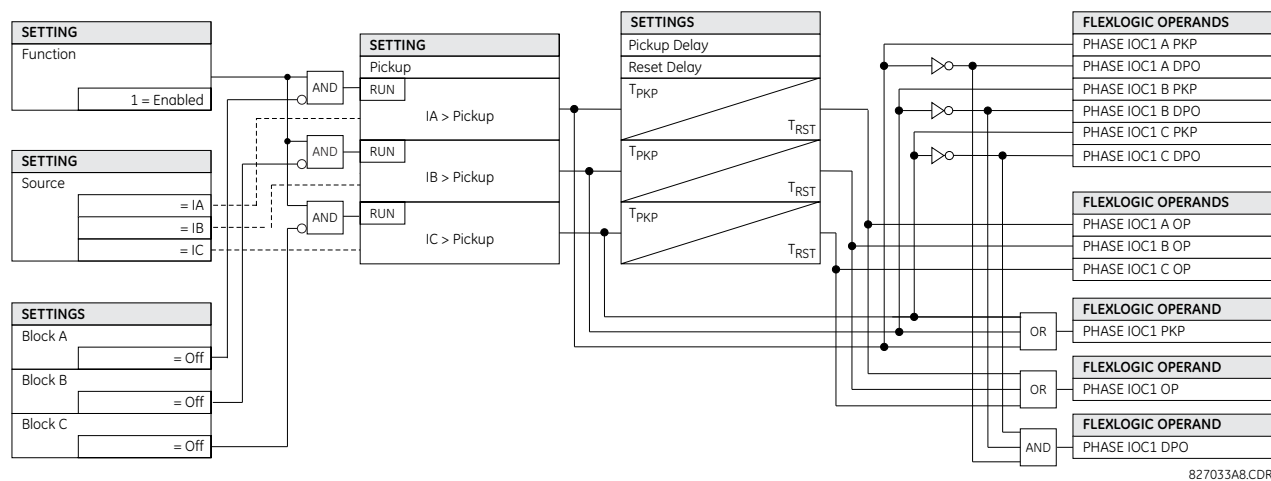 SETTING
Function
1 = Enabled
SETTING
Source
= IA
= IB
= IC
SETTINGS
Block A
= Off
Block B
= Off
Block C
= Off
AND
AND
AND
SETTING
Pickup
RUN
IA > Pickup
RUN
IB > Pickup
RUN
IC > Pickup
SETTINGS
Pickup Delay
Reset Delay
TPKP
TRST
TPKP
TRST
TPKP
TRST
OR
OR
AND
FLEXLOGIC OPERANDS
PHASE IOC1 A PKP
PHASE IOC1 A DPO
PHASE IOC1 B PKP
PHASE IOC1 B DPO
PHASE IOC1 C PKP
PHASE IOC1 C DPO
FLEXLOGIC OPERANDS
PHASE IOC1 A OP
PHASE IOC1 B OP
PHASE IOC1 C OP
FLEXLOGIC OPERAND
PHASE IOC1 PKP
FLEXLOGIC OPERAND
PHASE IOC1 OP
FLEXLOGIC OPERAND
PHASE IOC1 DPO
827033A8.CDR